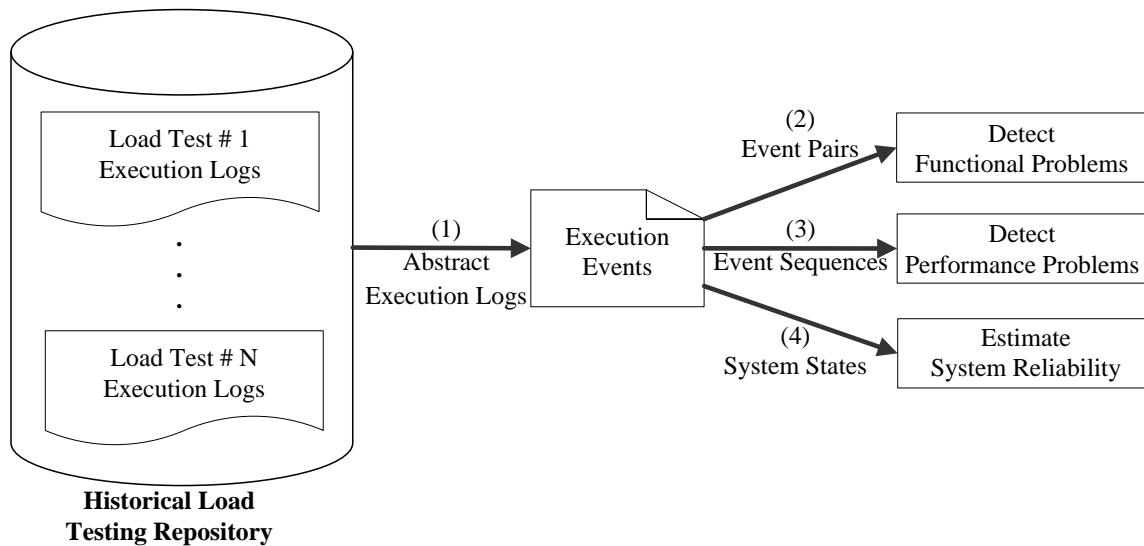 Load Test # 1
Execution Logs
.
.
.
Load Test # N
Execution Logs
Historical Load
Testing Repository
(1)
Abstract
Execution Logs
Execution
Events
(2)
Event Pairs
(3)
Event Sequences
(4)
System States
Detect
Functional Problems
Detect
Performance Problems
Estimate
System Reliability